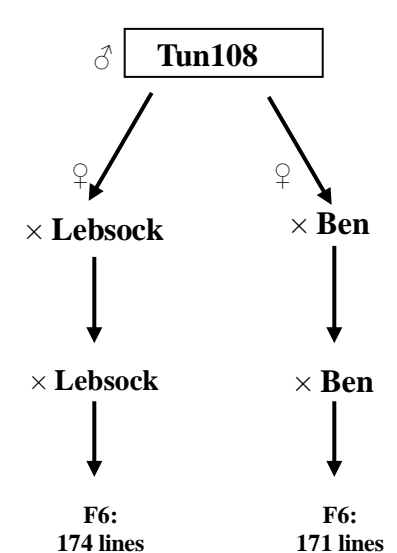 ♂ Tun108
♀ ♀
× Lebsock × Ben
× Lebsock × Ben
F6: F6:
174 lines 171 lines